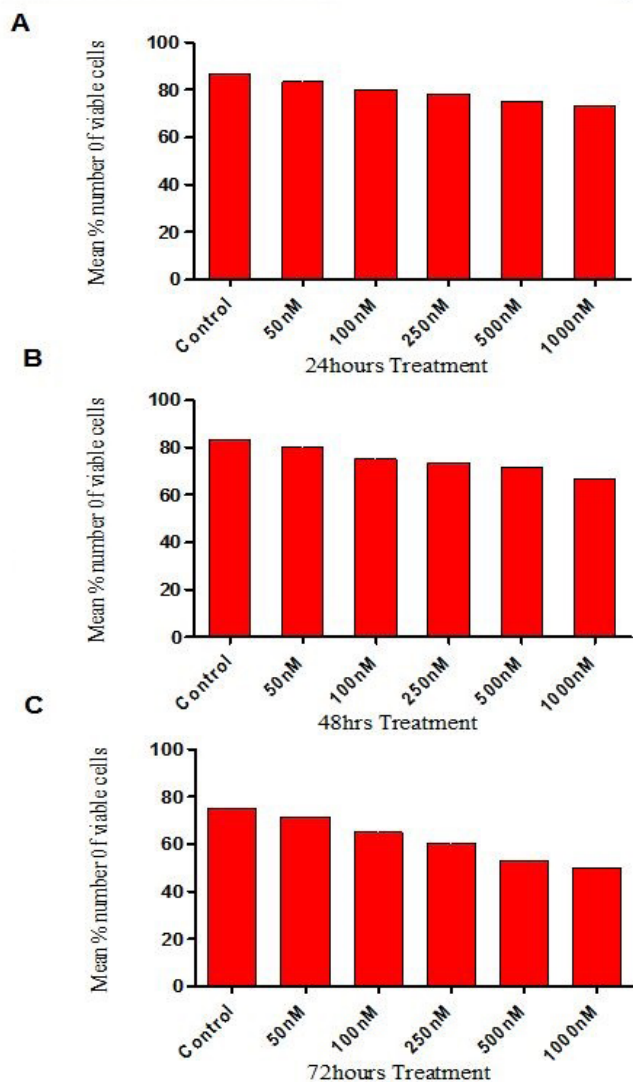 A
Mean % number 0f viable cells
100
80
60
40
20
0
Control
50nM
100nM
250nM
500nM
1000nM
24hours Treatment
B
Mean % number 0f viable cells
100
80
60
40
20
0
Control
50nM
100nM
250nM
500nM
1000nM
48hrs Treatment
C
Mean % number 0f viable cells
100
80
60
40
20
0
Control
50nM
100nM
250nM
500nM
1000nM
72hours Treatment